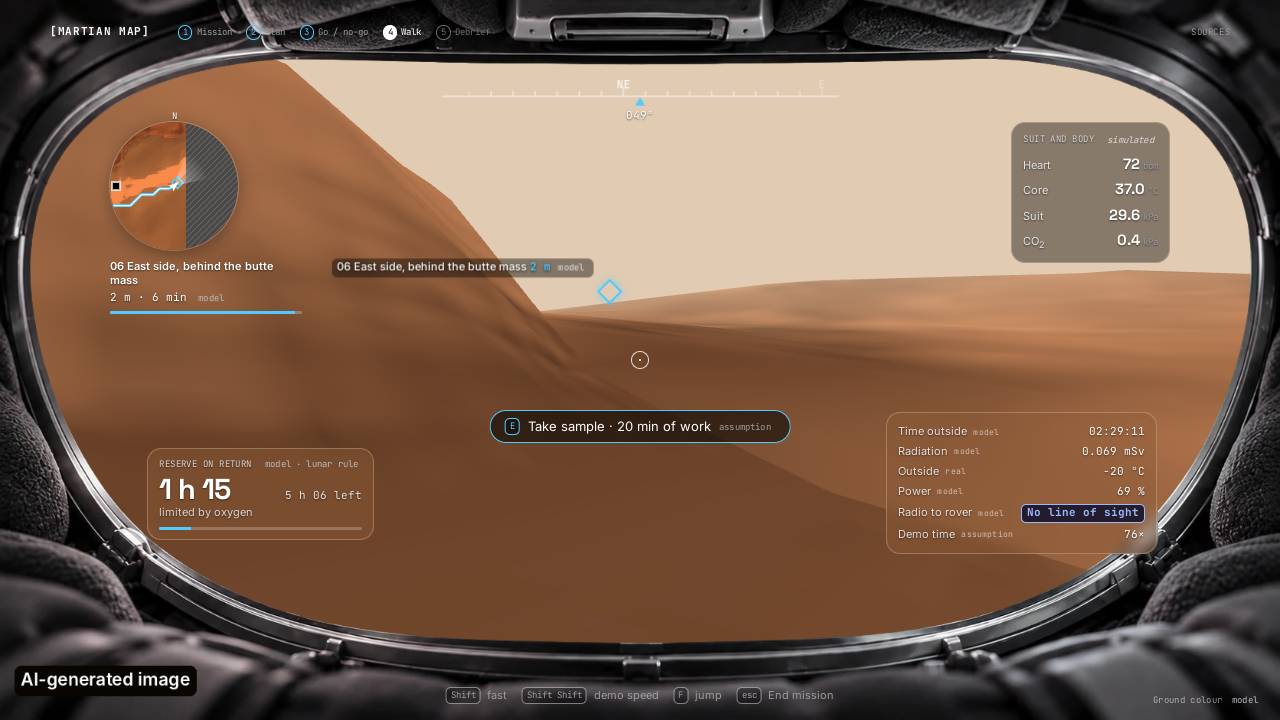 [MARTIAN MAP]
1 Mission
2 Plan
3 Go / no-go
4 Walk
5 Debrief
SOURCES
NE
E
049°
N
06 East side, behind the butte mass
2 m · 6 min model
06 East side, behind the butte mass 2 m model
SUIT AND BODY simulated
Heart 72 bpm
Core 37.0 °C
Suit 29.6 kPa
CO2 0.4 kPa
E Take sample · 20 min of work assumption
RESERVE ON RETURN model · lunar rule
1 h 15 5 h 06 left
limited by oxygen
Time outside model 02:29:11
Radiation model 0.069 mSv
Outside real -20 °C
Power model 69 %
Radio to rover model No line of sight
Demo time assumption 76×
AI-generated image
Shift fast Shift Shift demo speed F jump esc End mission
Ground colour model